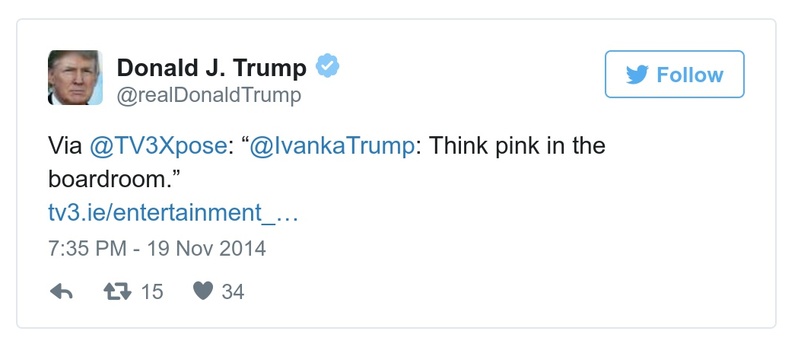 Donald J. Trump
@realDonaldTrump
Follow
Via @TV3Xpose: “@IvankaTrump: Think pink in the
boardroom.”
tv3.ie/entertainment_…
7:35 PM - 19 Nov 2014
15 34